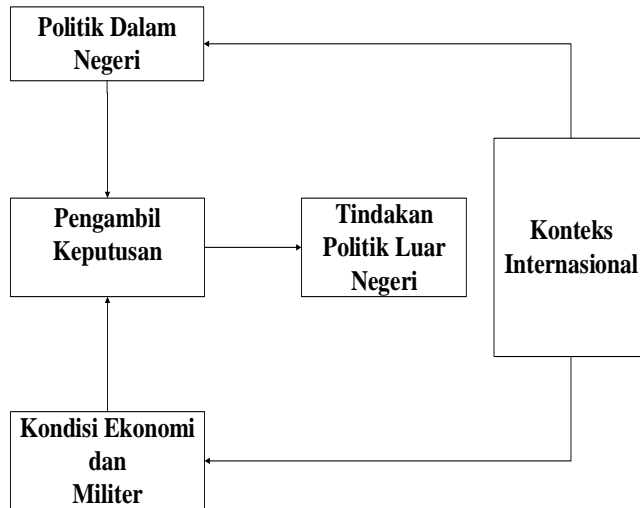 Politik Dalam
Negeri
Pengambil
Keputusan
Tindakan
Politik Luar
Negeri
Konteks
Internasional
Kondisi Ekonomi
dan
Militer